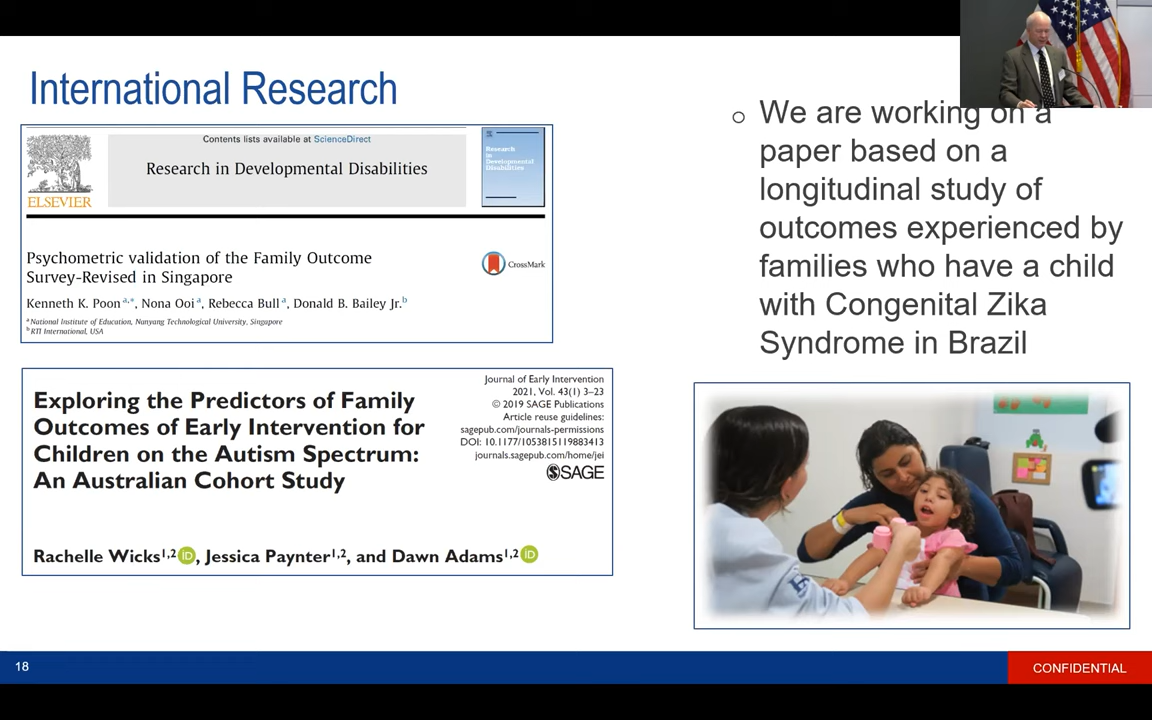 International Research
Contents lists available at ScienceDirect
Research in Developmental Disabilities
Research
in
Developmental
Disabilities
ELSEVIER
Psychometric validation of the Family Outcome
Survey-Revised in Singapore
CrossMark
Kenneth K. Poon a,*, Nona Ooi a, Rebecca Bull a, Donald B. Bailey Jr. b
a National Institute of Education, Nanyang Technological University, Singapore
b RTI International, USA
Journal of Early Intervention
2021, Vol. 43(1) 3–23
© 2019 SAGE Publications
Article reuse guidelines:
sagepub.com/journals-permissions
DOI: 10.1177/1053815119883413
journals.sagepub.com/home/jei
SAGE
Exploring the Predictors of Family
Outcomes of Early Intervention for
Children on the Autism Spectrum:
An Australian Cohort Study
Rachelle Wicks1,2 iD, Jessica Paynter1,2, and Dawn Adams1,2 iD
○ We are working on a
paper based on a
longitudinal study of
outcomes experienced by
families who have a child
with Congenital Zika
Syndrome in Brazil
18
CONFIDENTIAL